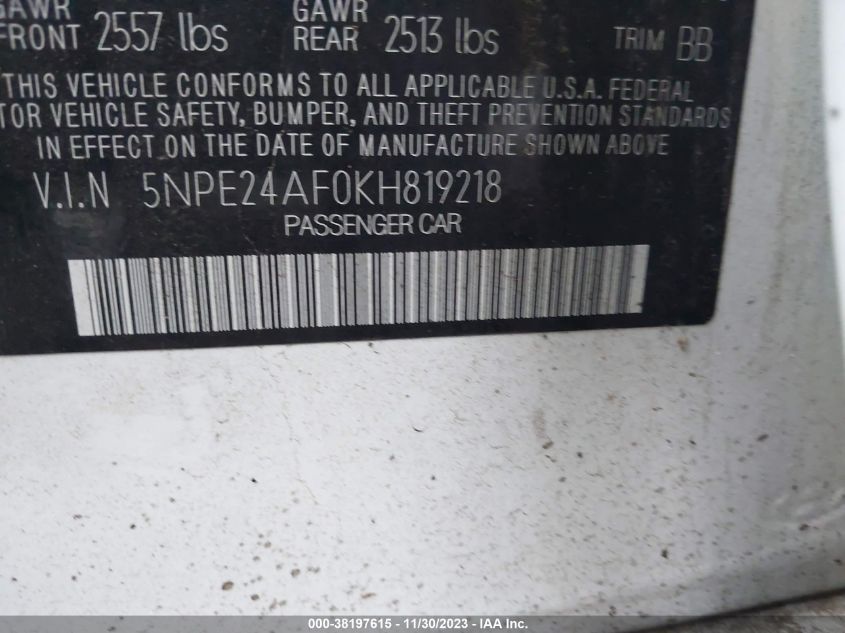 GAWR GAWR
FRONT 2557 lbs REAR 2513 lbs TRIM BB
THIS VEHICLE CONFORMS TO ALL APPLICABLE U.S.A. FEDERAL
TOR VEHICLE SAFETY, BUMPER, AND THEFT PREVENTION STANDARDS
IN EFFECT ON THE DATE OF MANUFACTURE SHOWN ABOVE
V.I.N 5NPE24AF0KH819218
PASSENGER CAR
000-38197615 - 11/30/2023 - IAA Inc.